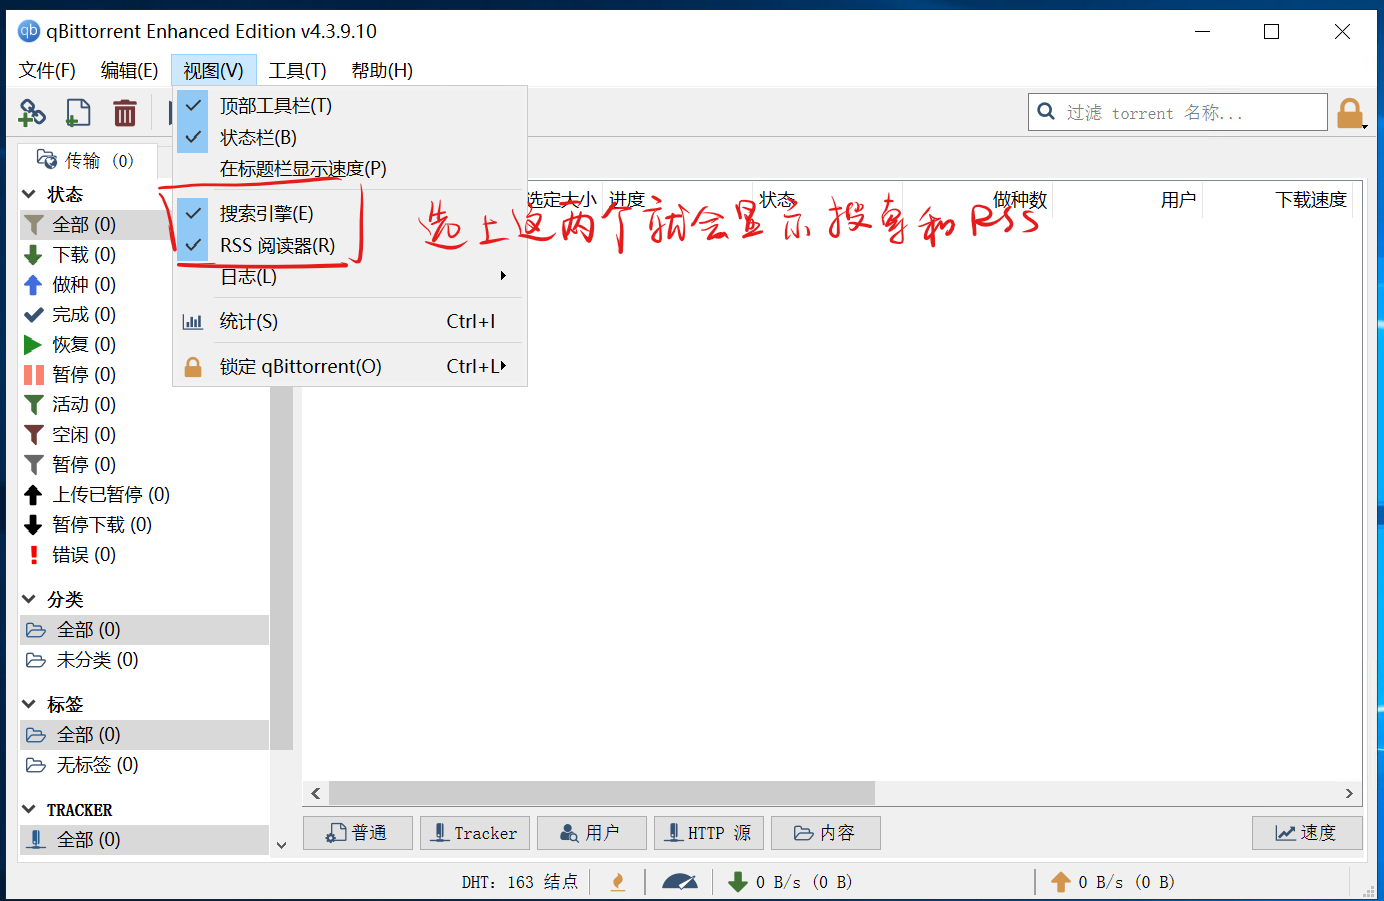 qBittorrent Enhanced Edition v4.3.9.10
文件(F) 编辑(E) 视图(V) 工具(T) 帮助(H)
过滤 torrent 名称...
顶部工具栏(T)
状态栏(B)
在标题栏显示速度(P)
搜索引擎(E)
RSS 阅读器(R)
日志(L)
统计(S) Ctrl+I
锁定 qBittorrent(O) Ctrl+L
选上这两个就会显示搜索和RSS
传输 (0)
选定大小 进度 状态 做种数 用户 下载速度
状态
全部 (0)
下载 (0)
做种 (0)
完成 (0)
恢复 (0)
暂停 (0)
活动 (0)
空闲 (0)
暂停 (0)
上传已暂停 (0)
暂停下载 (0)
错误 (0)
分类
全部 (0)
未分类 (0)
标签
全部 (0)
无标签 (0)
TRACKER
全部 (0)
普通 Tracker 用户 HTTP 源 内容 速度
DHT: 163 结点 0 B/s (0 B) 0 B/s (0 B)